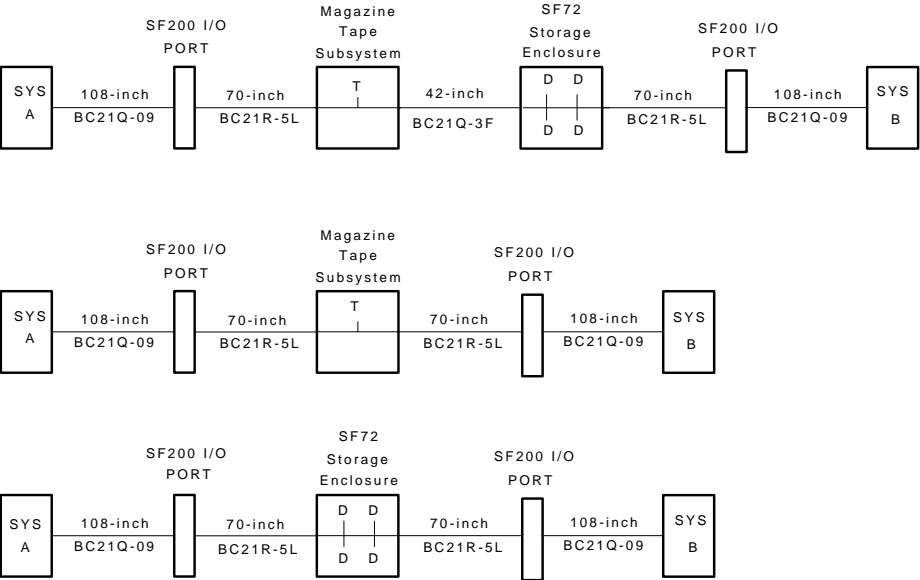 SF200 I/O
PORT
Magazine
Tape
Subsystem
SF72
Storage
Enclosure
SF200 I/O
PORT
SYS
A
108-inch
BC21Q-09
70-inch
BC21R-5L
T
42-inch
BC21Q-3F
D D
D D
70-inch
BC21R-5L
108-inch
BC21Q-09
SYS
B
SF200 I/O
PORT
Magazine
Tape
Subsystem
SF200 I/O
PORT
SYS
A
108-inch
BC21Q-09
70-inch
BC21R-5L
T
70-inch
BC21R-5L
108-inch
BC21Q-09
SYS
B
SF200 I/O
PORT
SF72
Storage
Enclosure
SF200 I/O
PORT
SYS
A
108-inch
BC21Q-09
70-inch
BC21R-5L
D D
D D
70-inch
BC21R-5L
108-inch
BC21Q-09
SYS
B